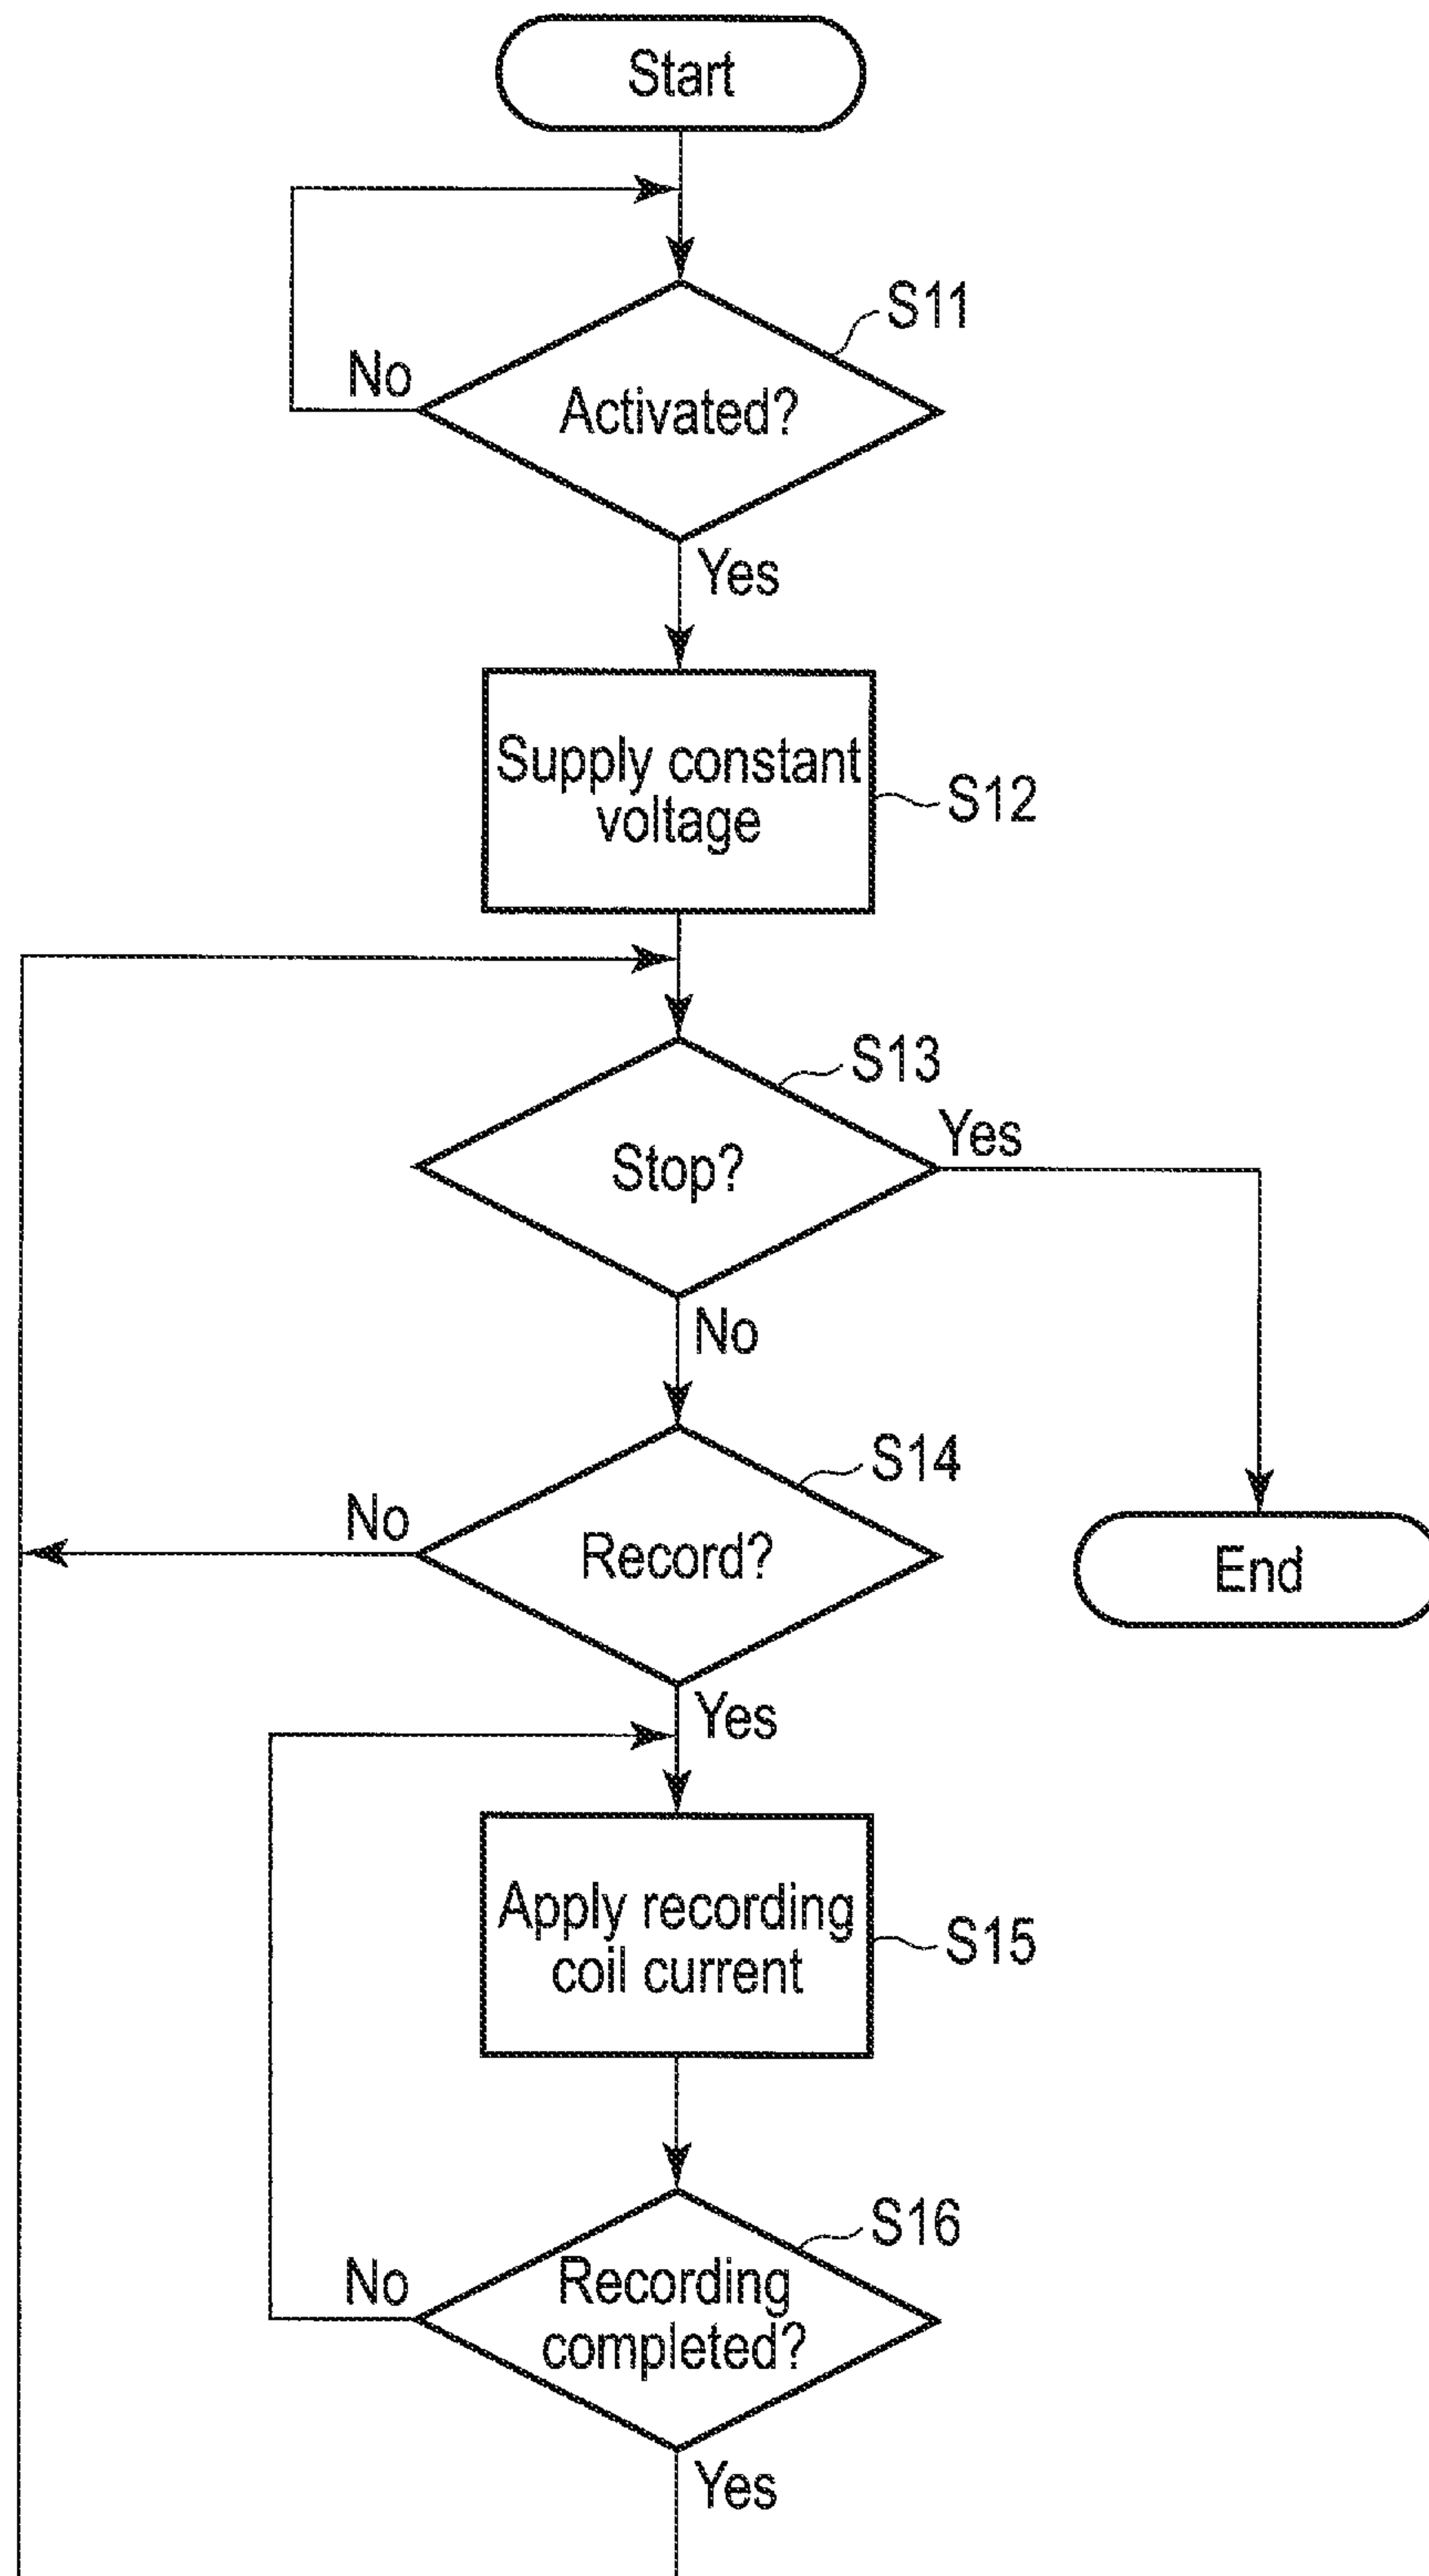 Start
S11
No
Activated?
Yes
Supply constant
voltage
S12
S13
Yes
Stop?
No
S14
No
Record?
End
Yes
Apply recording
coil current
S15
S16
No
Recording
completed?
Yes